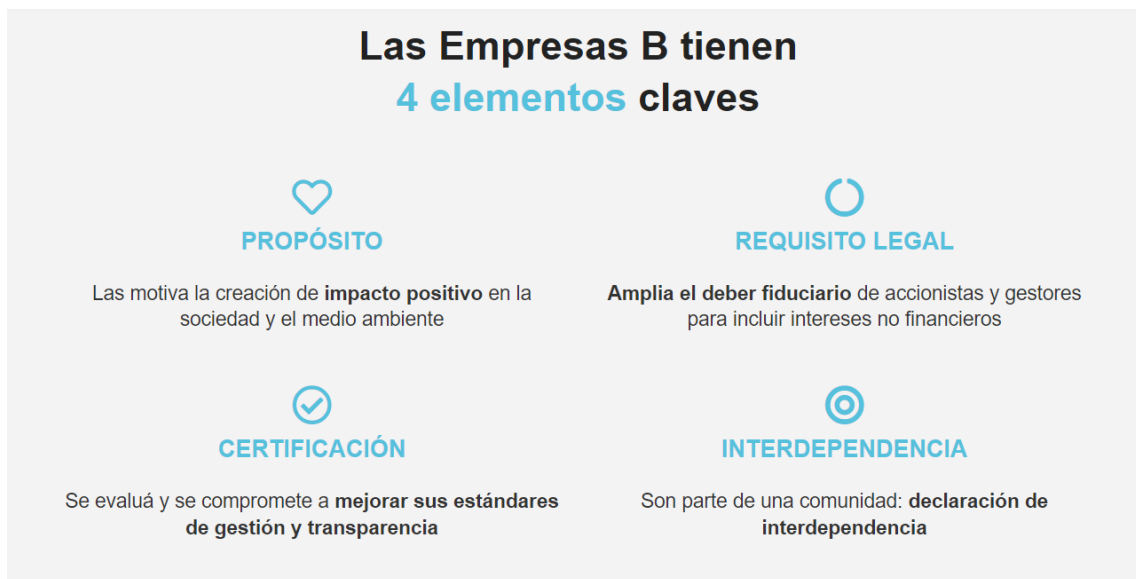 Las Empresas B tienen
4 elementos claves
PROPÓSITO
Las motiva la creación de impacto positivo en la
sociedad y el medio ambiente
REQUISITO LEGAL
Amplia el deber fiduciario de accionistas y gestores
para incluir intereses no financieros
CERTIFICACIÓN
Se evaluá y se compromete a mejorar sus estándares
de gestión y transparencia
INTERDEPENDENCIA
Son parte de una comunidad: declaración de
interdependencia